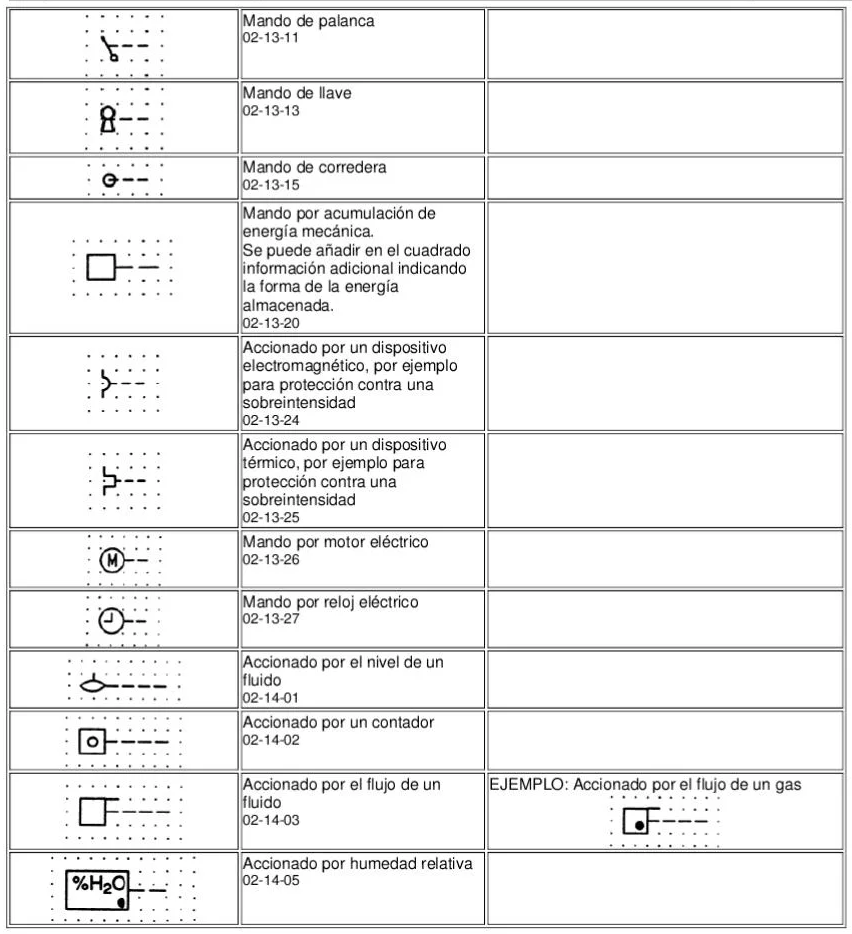 Mando de palanca
02-13-11
Mando de llave
02-13-13
Mando de corredera
02-13-15
Mando por acumulación de
energía mecánica.
Se puede añadir en el cuadrado
información adicional indicando
la forma de la energía
almacenada.
02-13-20
Accionado por un dispositivo
electromagnético, por ejemplo
para protección contra una
sobreintensidad
02-13-24
Accionado por un dispositivo
térmico, por ejemplo para
protección contra una
sobreintensidad
02-13-25
M
Mando por motor eléctrico
02-13-26
Mando por reloj eléctrico
02-13-27
Accionado por el nivel de un
fluido
02-14-01
Accionado por un contador
02-14-02
Accionado por el flujo de un
fluido
02-14-03
EJEMPLO: Accionado por el flujo de un gas
%H₂O
Accionado por humedad relativa
02-14-05